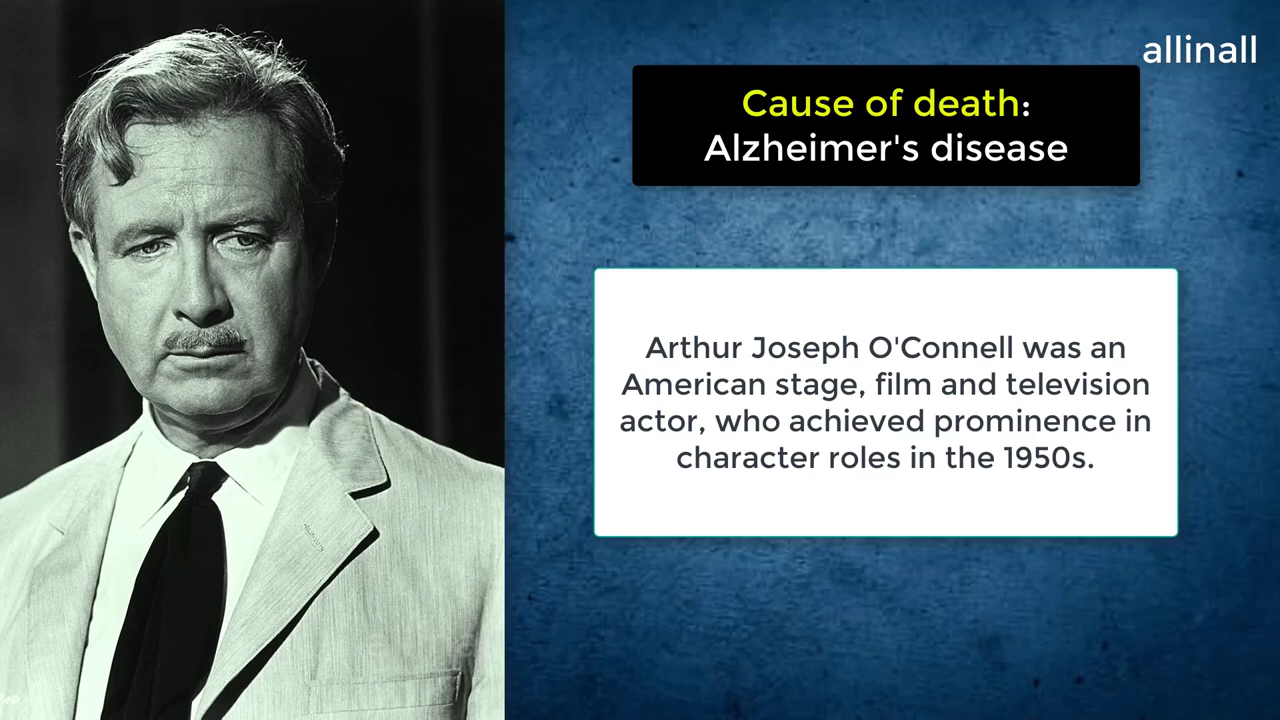 allinall
Cause of death:
Alzheimer's disease
Arthur Joseph O'Connell was an
American stage, film and television
actor, who achieved prominence in
character roles in the 1950s.